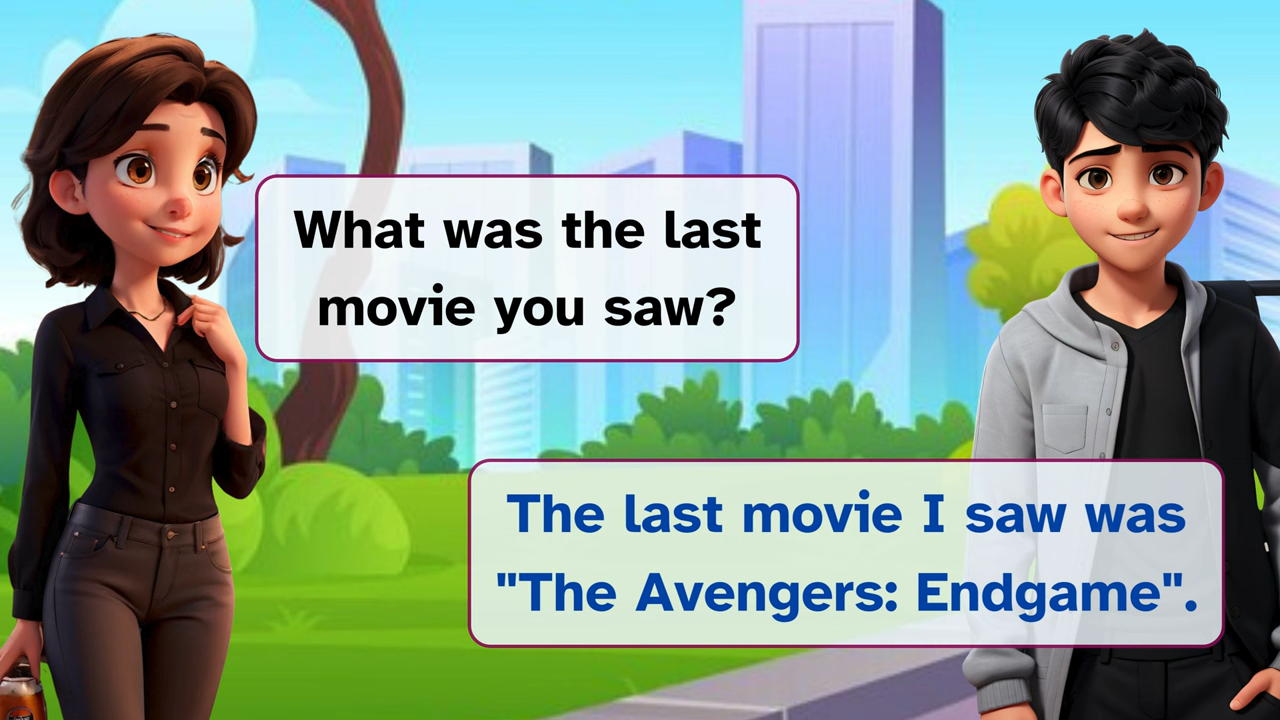 What was the last
movie you saw?
The last movie I saw was
"The Avengers: Endgame".